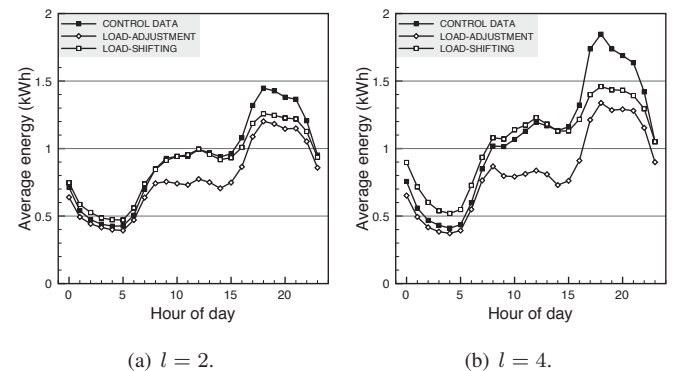 CONTROL DATA
LOAD-ADJUSTMENT
LOAD-SHIFTING
Average energy (kWh)
2
1.5
1
0.5
0
0 5 10 15 20
Hour of day
(a) l = 2.
CONTROL DATA
LOAD-ADJUSTMENT
LOAD-SHIFTING
Average energy (kWh)
2
1.5
1
0.5
0
0 5 10 15 20
Hour of day
(b) l = 4.